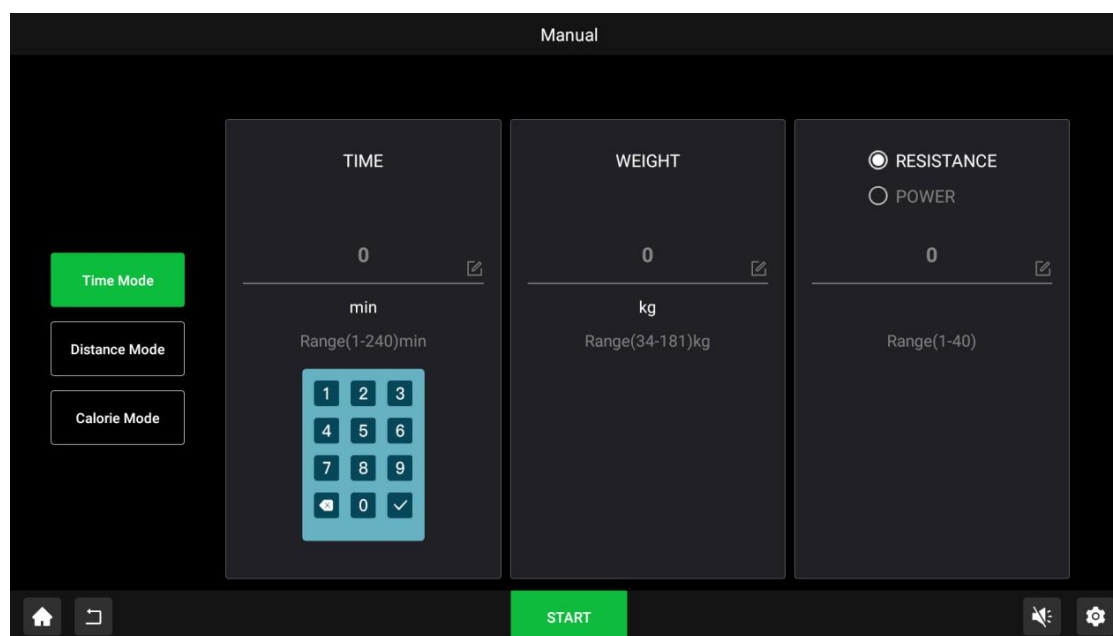 Manual
TIME
WEIGHT
RESISTANCE
POWER
0
0
0
Time Mode
min
kg
Distance Mode
Range(1-240)min
Range(34-181)kg
Range(1-40)
Calorie Mode
1 2 3
4 5 6
7 8 9
0
START